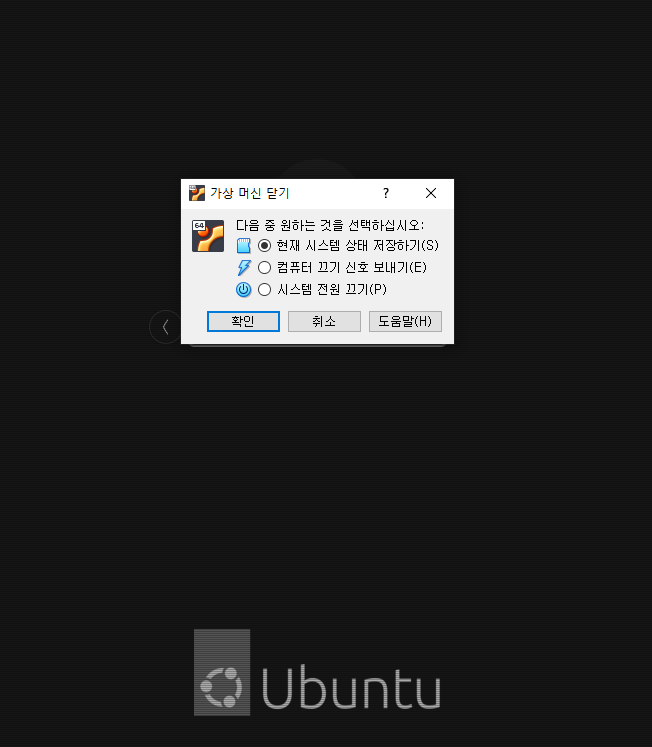 가상 머신 닫기
다음 중 원하는 것을 선택하십시오:
현재 시스템 상태 저장하기(S)
컴퓨터 끄기 신호 보내기(E)
시스템 전원 끄기(P)
확인 취소 도움말(H)
64
Ubuntu